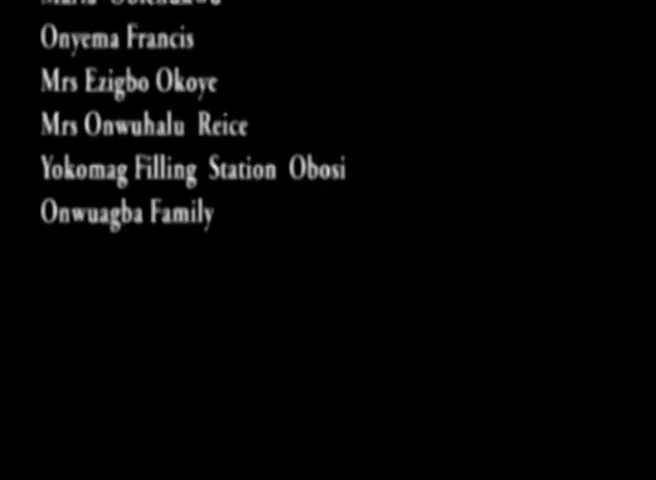 Onyema Francis
Mrs Ezigbo Okoye
Mrs Onwuhalu Reice
Yokomag Filling Station Obosi
Onwuagba Family